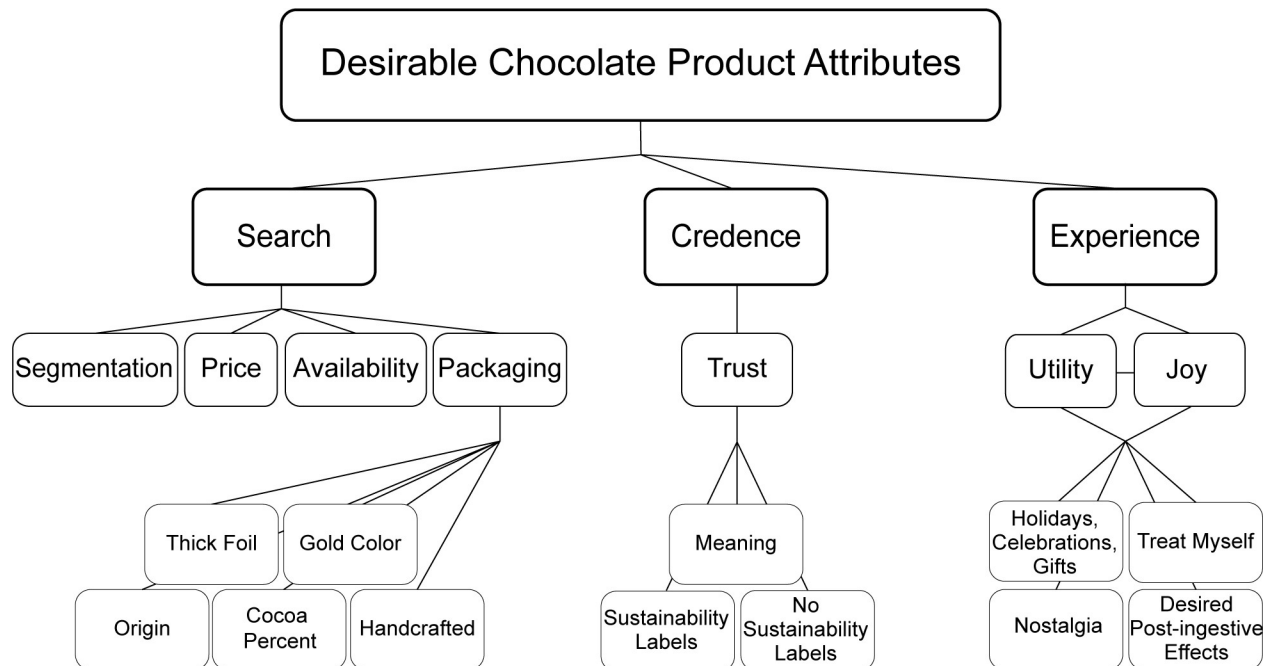 Desirable Chocolate Product Attributes
Search
Credence
Experience
Segmentation
Price
Availability
Packaging
Trust
Utility
Joy
Thick Foil
Gold Color
Meaning
Holidays,
Celebrations,
Gifts
Treat Myself
Origin
Cocoa
Percent
Handcrafted
Sustainability
Labels
No
Sustainability
Labels
Nostalgia
Desired
Post-ingestive
Effects